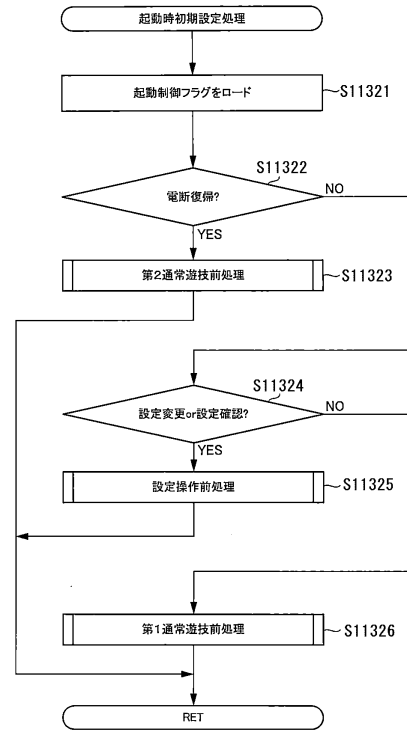 起動時初期設定処理
起動制御フラグをロード
S11321
S11322
電断復帰?
NO
YES
第2通常遊技前処理
S11323
S11324
設定変更or設定確認?
NO
YES
設定操作前処理
S11325
第1通常遊技前処理
S11326
RET